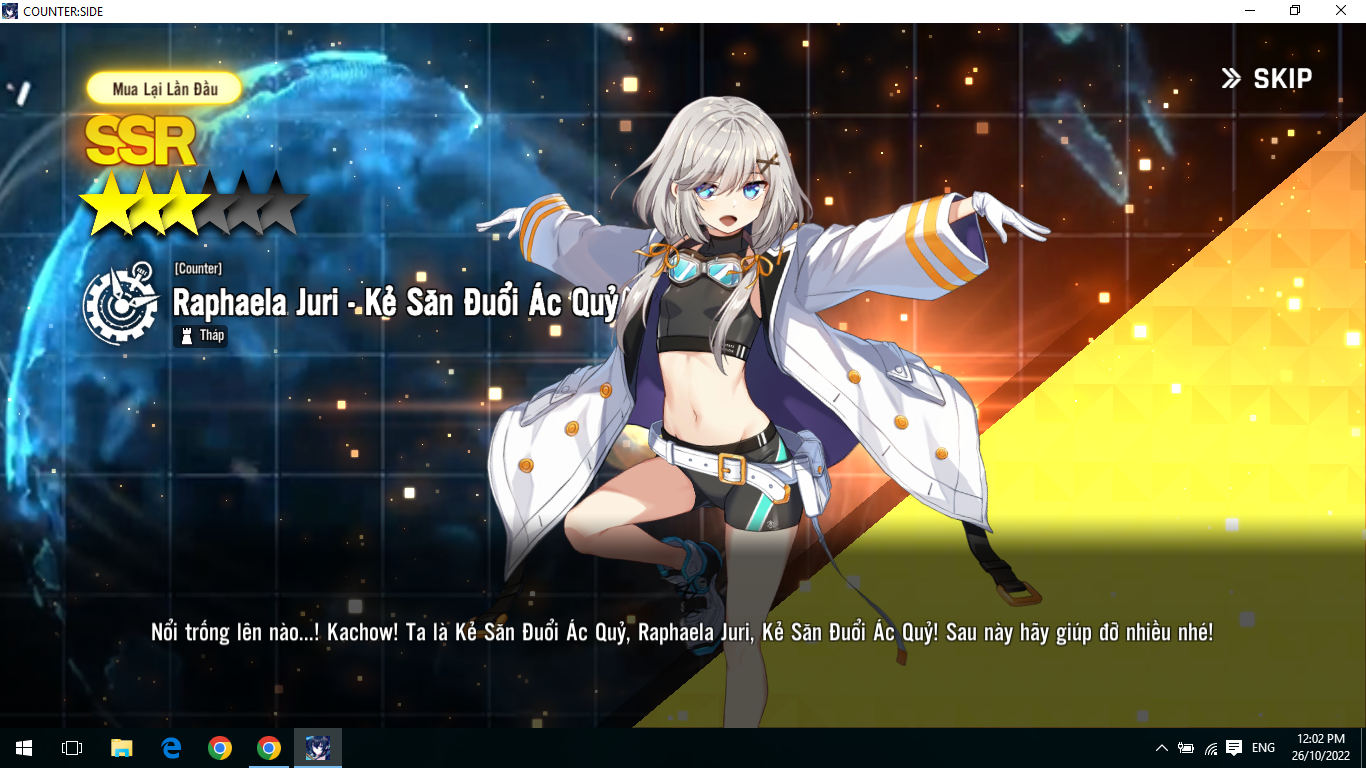 COUNTER:SIDE
Mua Lại Lần Đầu
SKIP
SSR
[Counter]
Raphaela Juri - Kẻ Săn Đuổi Ác Quỷ
Tháp
Nổi trống lên nào...! Kachow! Ta là Kẻ Săn Đuổi Ác Quỷ, Raphaela Juri, Kẻ Săn Đuổi Ác Quỷ! Sau này hãy giúp đỡ nhiều nhé!
ENG
12:02 PM
26/10/2022